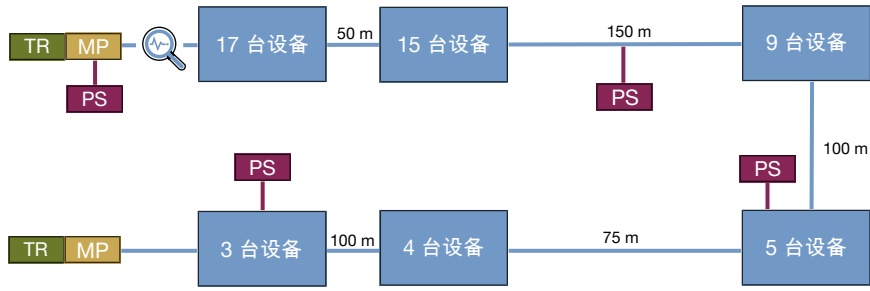 TR MP
PS
17 台设备
50 m
15 台设备
150 m
PS
9 台设备
100 m
PS
PS
TR MP
3 台设备
100 m
4 台设备
75 m
5 台设备